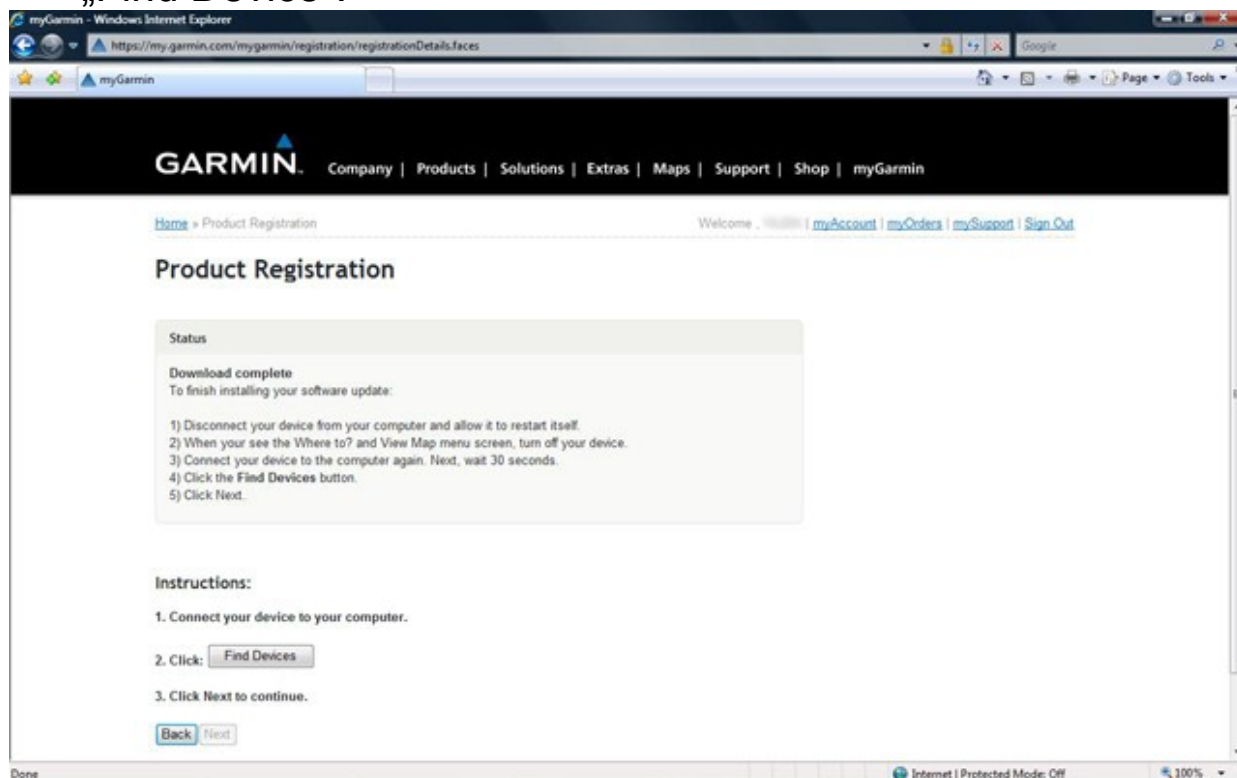 „Find Device“.
myGarmin - Windows Internet Explorer
https://my.garmin.com/mygarmin/registration/registrationDetails.faces
Google
myGarmin
Page
Tools
GARMIN. Company | Products | Solutions | Extras | Maps | Support | Shop | myGarmin
Home » Product Registration
Welcome , | myAccount | myOrders | mySupport | Sign Out
Product Registration
Status
Download complete
To finish installing your software update:
1) Disconnect your device from your computer and allow it to restart itself.
2) When your see the Where to? and View Map menu screen, turn off your device.
3) Connect your device to the computer again. Next, wait 30 seconds.
4) Click the Find Devices button.
5) Click Next.
Instructions:
1. Connect your device to your computer.
2. Click: Find Devices
3. Click Next to continue.
Back Next
Done
Internet | Protected Mode: Off
100%